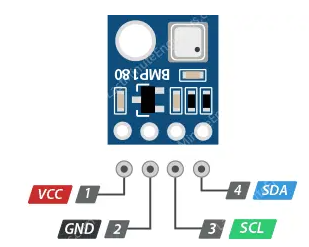 BMP180
VCC 1
4 SDA
GND 2
3 SCL